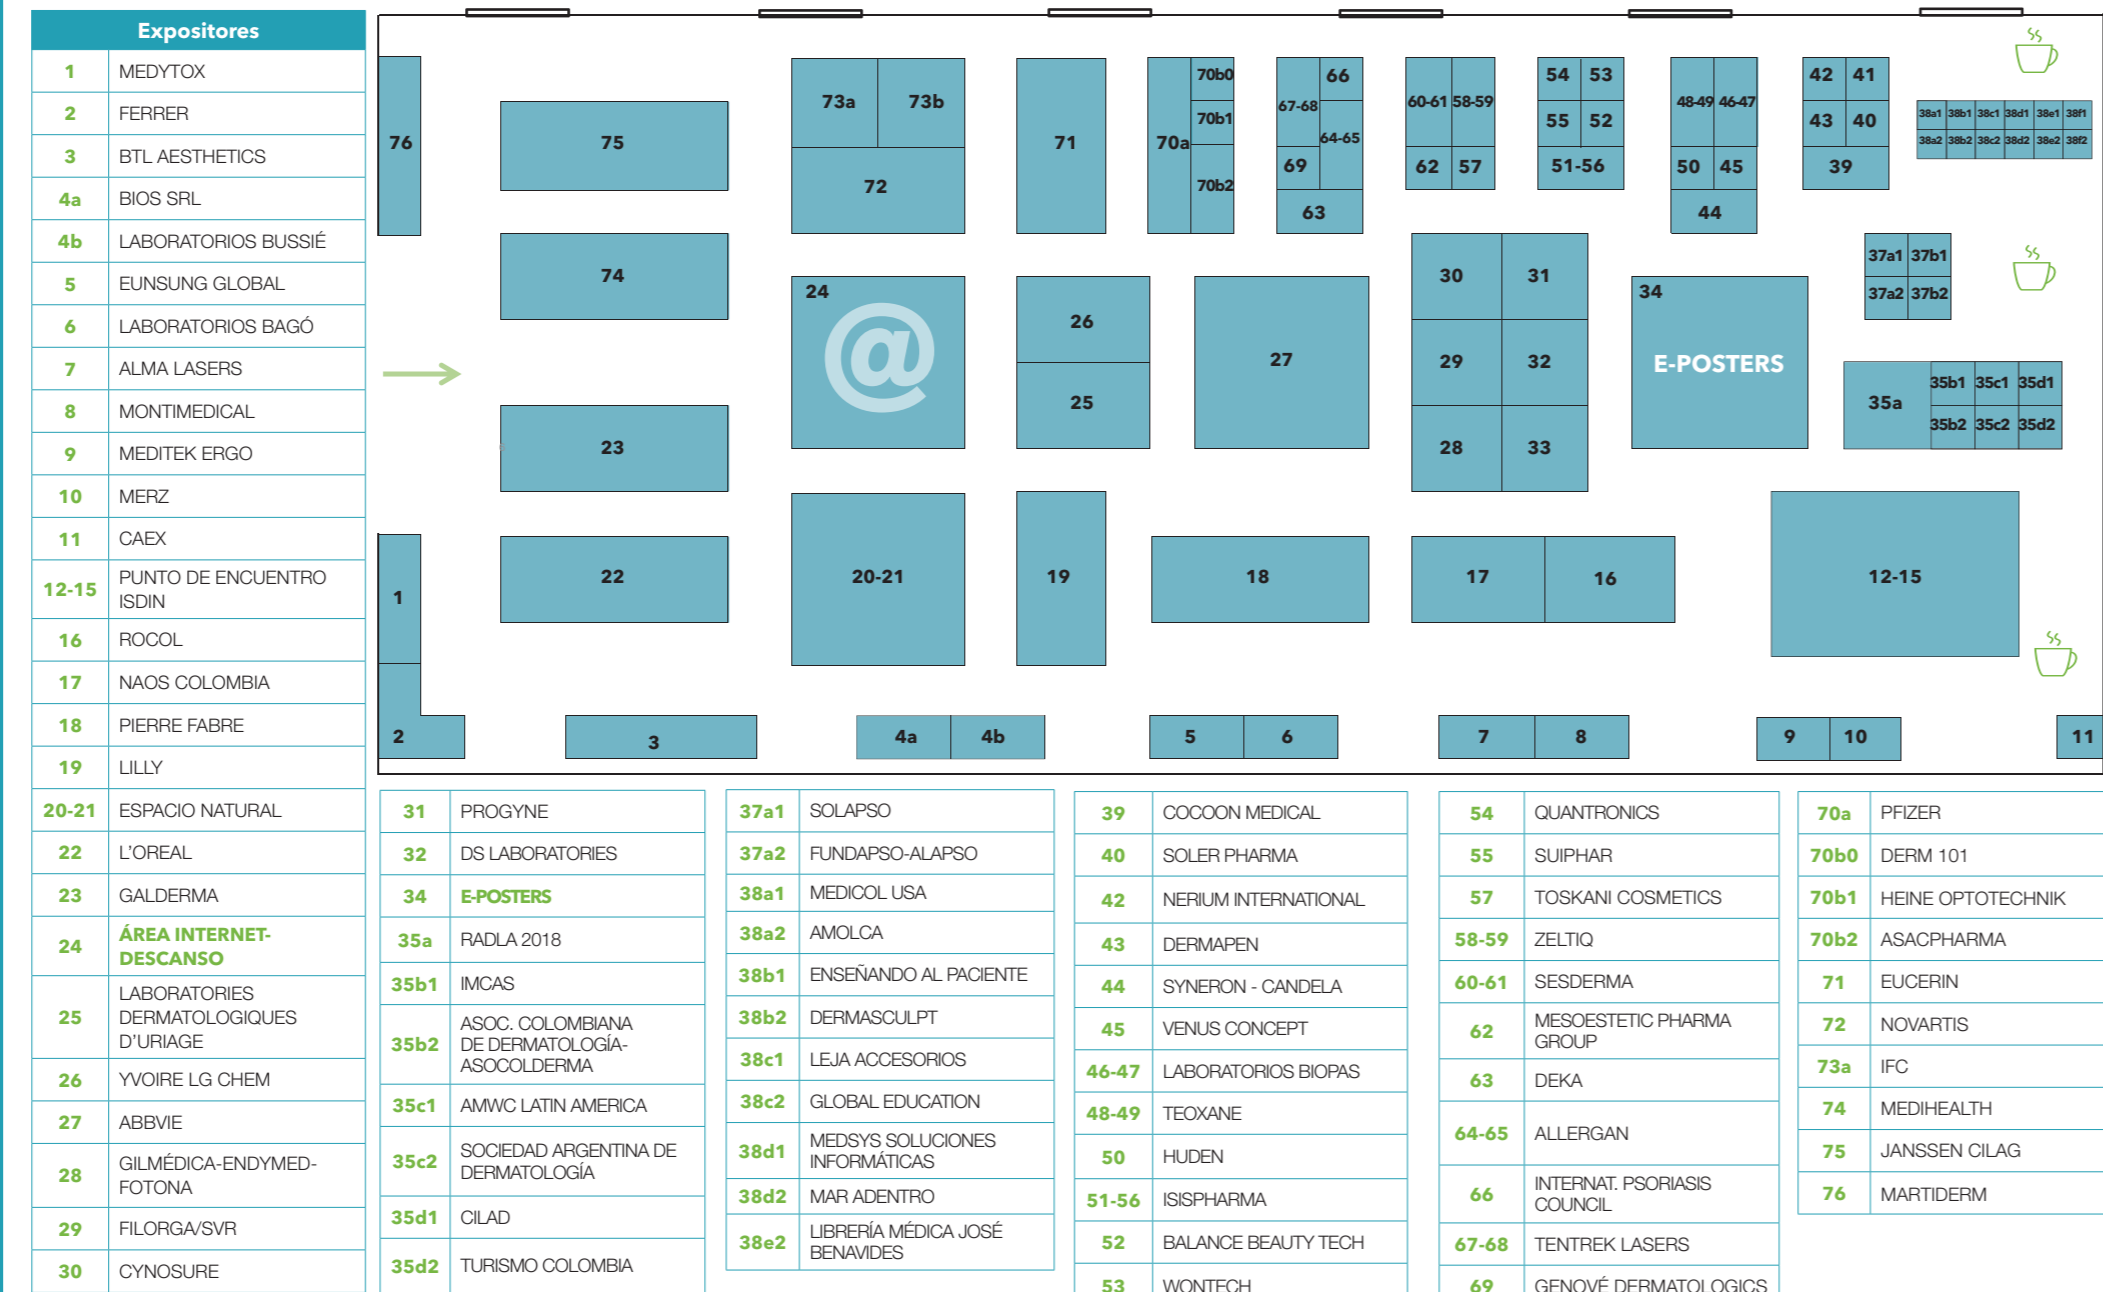 Expositores
1 MEDYTOX
2 FERRER
3 BTL AESTHETICS
4a BIOS SRL
4b LABORATORIOS BUSSIÉ
5 EUNSUNG GLOBAL
6 LABORATORIOS BAGÓ
7 ALMA LASERS
8 MONTIMEDICAL
9 MEDITEK ERGO
10 MERZ
11 CAEX
12-15 PUNTO DE ENCUENTRO
ISDIN
16 ROCOL
17 NAOS COLOMBIA
18 PIERRE FABRE
19 LILLY
20-21 ESPACIO NATURAL
22 L'OREAL
23 GALDERMA
24 ÁREA INTERNET-
DESCANSO
25 LABORATORIES
DERMATOLOGIQUES
D'URIAGE
26 YVOIRE LG CHEM
27 ABBVIE
28 GILMÉDICA-ENDYMED-
FOTONA
29 FILORGA/SVR
30 CYNOSURE
76
75
73a 73b
72
71
70a
70b0
70b1
70b2
67-68
66
64-65
69
63
60-61 58-59
62 57
54 53
55 52
51-56
48-49 46-47
50 45
44
42 41
43 40
39
38a1 38b1 38c1 38d1 38e1 38f1
38a2 38b2 38c2 38d2 38e2 38f2
74
24
@
26
25
27
30 31
29 32
28 33
34
E-POSTERS
37a1 37b1
37a2 37b2
35a
35b1 35c1 35d1
35b2 35c2 35d2
23
22
20-21
19
18
17
16
12-15
1
2
3
4a 4b
5 6
7 8
9 10
11
31 PROGYNE
32 DS LABORATORIES
34 E-POSTERS
35a RADLA 2018
35b1 IMCAS
35b2 ASOC. COLOMBIANA
DE DERMATOLOGÍA-
ASOCOLDERMA
35c1 AMWC LATIN AMERICA
35c2 SOCIEDAD ARGENTINA DE
DERMATOLOGÍA
35d1 CILAD
35d2 TURISMO COLOMBIA
37a1 SOLAPSO
37a2 FUNDAPSO-ALAPSO
38a1 MEDICOL USA
38a2 AMOLCA
38b1 ENSEÑANDO AL PACIENTE
38b2 DERMASCULPT
38c1 LEJA ACCESORIOS
38c2 GLOBAL EDUCATION
38d1 MEDSYS SOLUCIONES
INFORMÁTICAS
38d2 MAR ADENTRO
38e2 LIBRERÍA MÉDICA JOSÉ
BENAVIDES
39 COCOON MEDICAL
40 SOLER PHARMA
42 NERIUM INTERNATIONAL
43 DERMAPEN
44 SYNERON - CANDELA
45 VENUS CONCEPT
46-47 LABORATORIOS BIOPAS
48-49 TEOXANE
50 HUDEN
51-56 ISISPHARMA
52 BALANCE BEAUTY TECH
53 WONTECH
54 QUANTRONICS
55 SUIPHAR
57 TOSKANI COSMETICS
58-59 ZELTIQ
60-61 SESDERMA
62 MESOESTETIC PHARMA
GROUP
63 DEKA
64-65 ALLERGAN
66 INTERNAT. PSORIASIS
COUNCIL
67-68 TENTREK LASERS
69 GENOVÉ DERMATOLOGICS
70a PFIZER
70b0 DERM 101
70b1 HEINE OPTOTECHNIK
70b2 ASACPHARMA
71 EUCERIN
72 NOVARTIS
73a IFC
74 MEDIHEALTH
75 JANSSEN CILAG
76 MARTIDERM